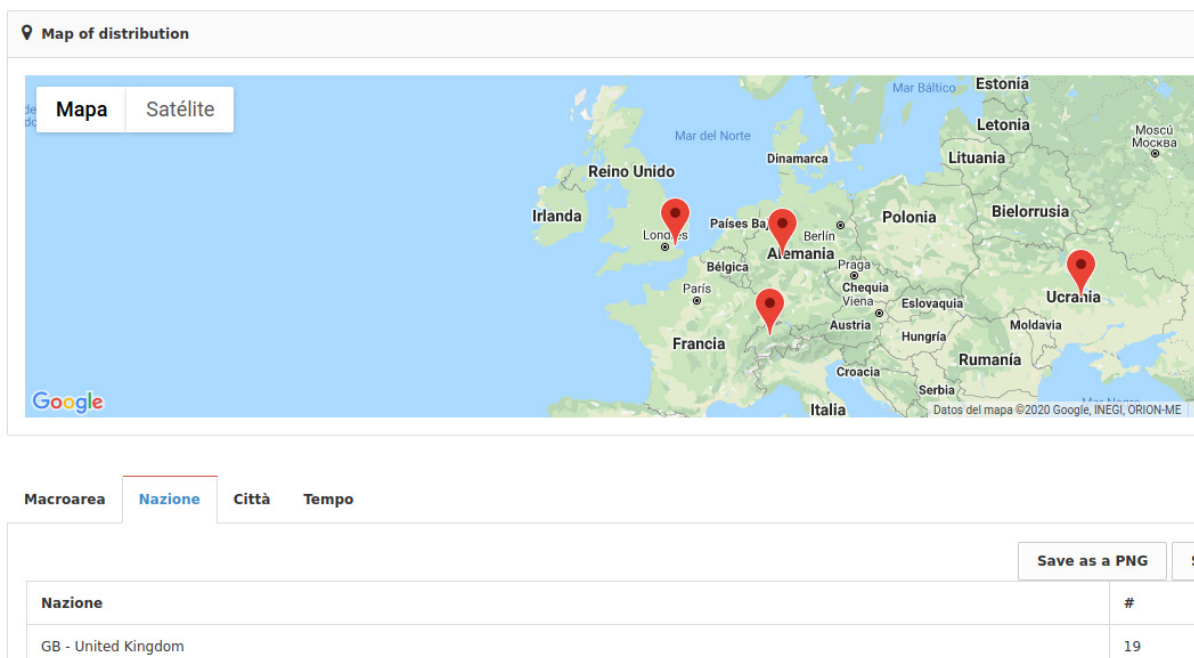 Map of distribution
Mapa Satélite
Mar Báltico
Estonia
Letonia
Moscú
Москва
Mar del Norte
Dinamarca
Lituania
Reino Unido
Irlanda
Polonia
Bielorrusia
Berlín
Alemania
Bélgica
Praga
París
Chequia
Viena
Eslovaquia
Ucrania
Austria
Hungría
Moldavia
Francia
Rumanía
Croacia
Serbia
Italia
Google
Datos del mapa ©2020 Google, INEGI, ORION-ME
Macroarea Nazione Città Tempo
Save as a PNG
Nazione #
GB - United Kingdom 19